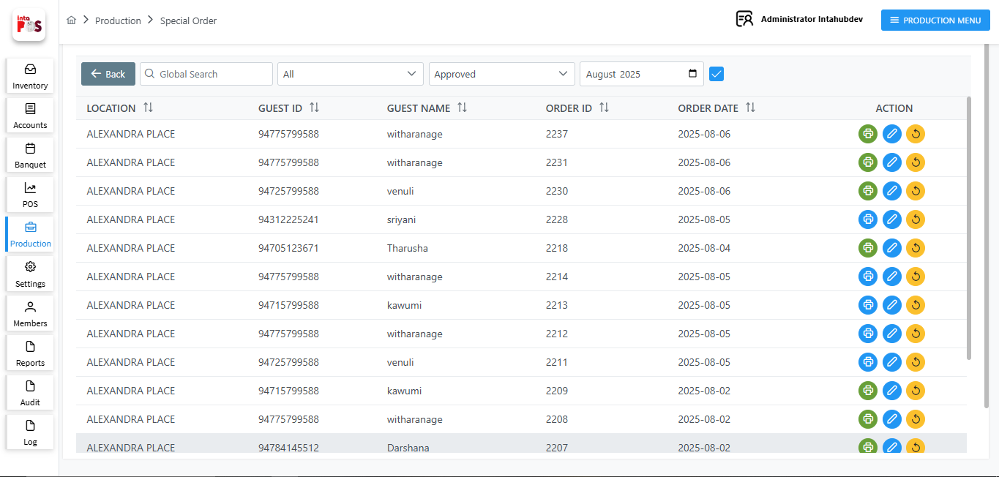 inta
POS
Production
Special Order
Administrator Intahubdev
PRODUCTION MENU
Inventory
Accounts
Banquet
POS
Production
Settings
Members
Reports
Audit
Log
Back
Global Search
All
Approved
August 2025
LOCATION GUEST ID GUEST NAME ORDER ID ORDER DATE ACTION
ALEXANDRA PLACE 94775799588 witharanage 2237 2025-08-06
ALEXANDRA PLACE 94775799588 witharanage 2231 2025-08-06
ALEXANDRA PLACE 94725799588 venuli 2230 2025-08-06
ALEXANDRA PLACE 94312225241 sriyani 2228 2025-08-05
ALEXANDRA PLACE 94705123671 Tharusha 2218 2025-08-04
ALEXANDRA PLACE 94775799588 witharanage 2214 2025-08-05
ALEXANDRA PLACE 94715799588 kawumi 2213 2025-08-05
ALEXANDRA PLACE 94775799588 witharanage 2212 2025-08-05
ALEXANDRA PLACE 94725799588 venuli 2211 2025-08-05
ALEXANDRA PLACE 94715799588 kawumi 2209 2025-08-02
ALEXANDRA PLACE 94775799588 witharanage 2208 2025-08-02
ALEXANDRA PLACE 94784145512 Darshana 2207 2025-08-02